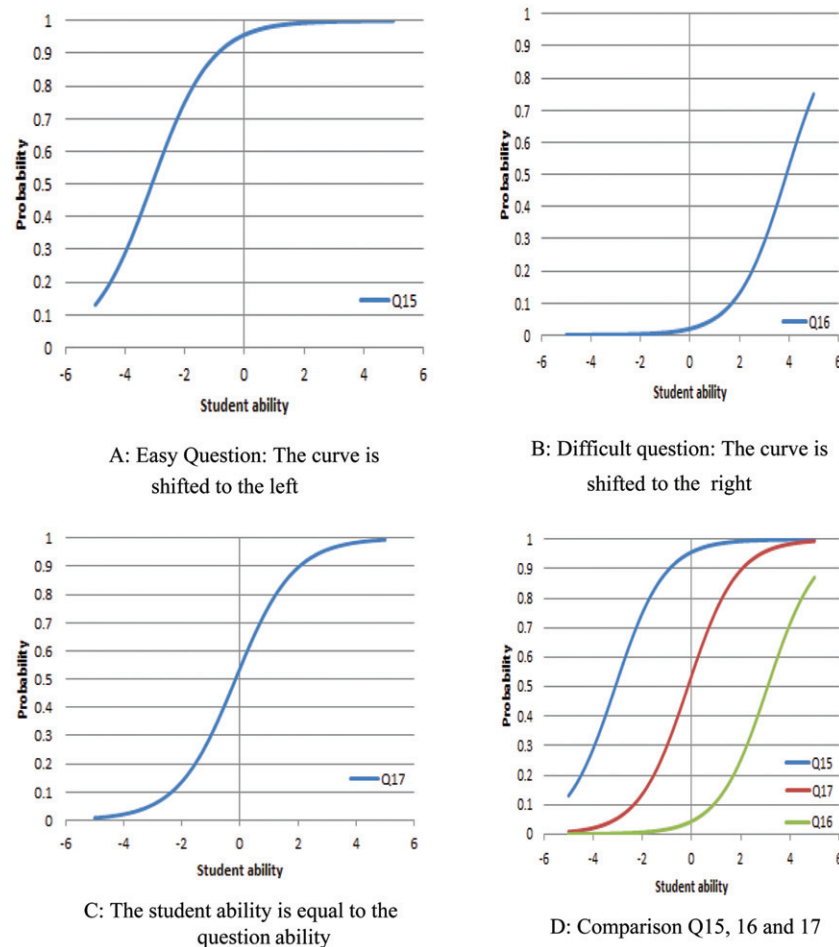 1
0.9
0.8
0.7
0.6
0.5
0.4
0.3
0.2
0.1
0
Probability
-6 -4 -2 0 2 4 6
Student ability
Q15
A: Easy Question: The curve is
shifted to the left
1
0.9
0.8
0.7
0.6
0.5
0.4
0.3
0.2
0.1
0
Probability
-6 -4 -2 0 2 4 6
Student ability
Q16
B: Difficult question: The curve is
shifted to the right
1
0.9
0.8
0.7
0.6
0.5
0.4
0.3
0.2
0.1
0
Probability
-6 -4 -2 0 2 4 6
Student ability
Q17
C: The student ability is equal to the
question ability
1
0.9
0.8
0.7
0.6
0.5
0.4
0.3
0.2
0.1
0
Probability
-6 -4 -2 0 2 4 6
Student ability
Q15
Q17
Q16
D: Comparison Q15, 16 and 17